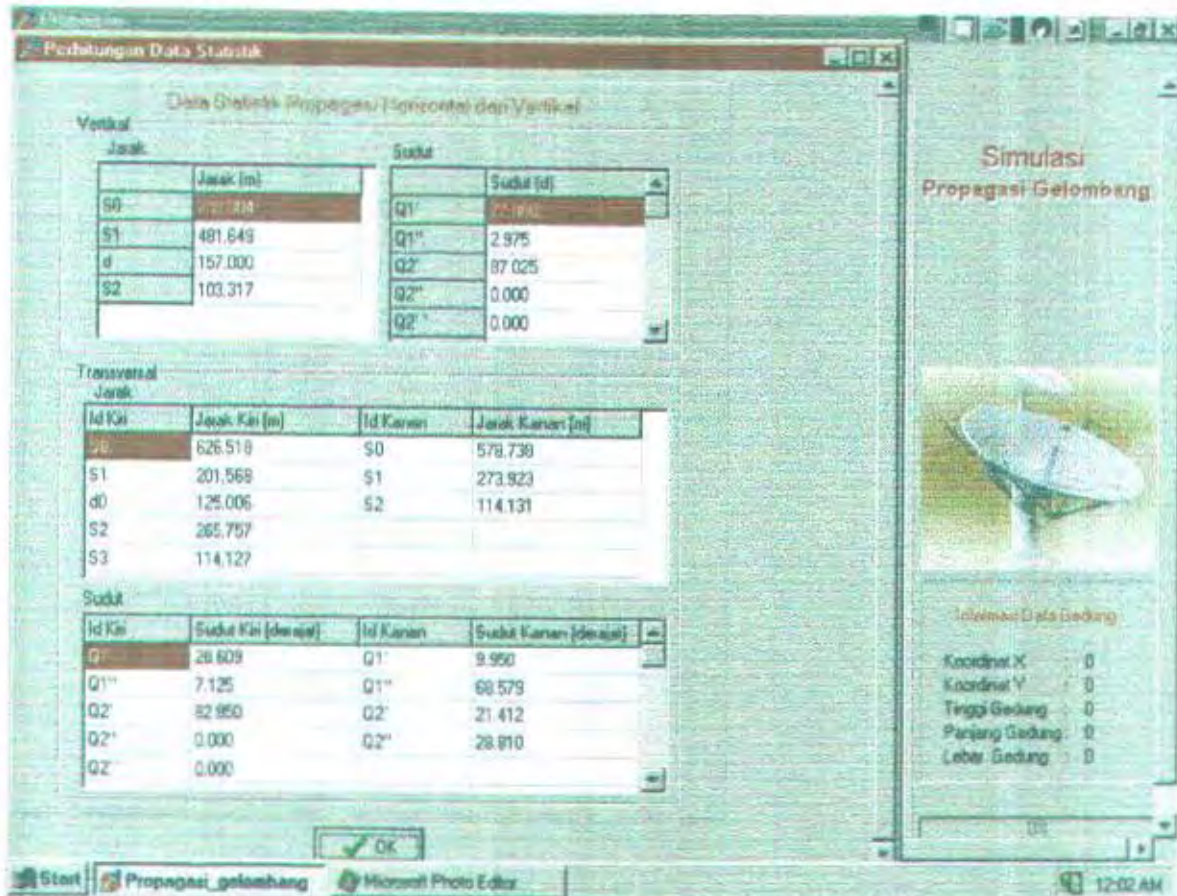 Perhitungan Data Statistik
Data Statistik Propagasi Horizontal dan Vertikal
Vertikal
Jarak
Jarak (m)
S0
S1 481.649
d 157.000
S2 103.317
Sudut
Sudut (d)
Q1'
Q1'' 2.975
Q2' 87.025
Q2'' 0.000
Q2' ' 0.000
Transversal
Jarak
Id Kiri Jarak Kiri (m) Id Kanan Jarak Kanan (m)
626.518 S0 578.738
S1 201.568 S1 273.923
d0 125.006 S2 114.131
S2 265.757
S3 114.127
Sudut
Id Kiri Sudut Kiri (derajat) Id Kanan Sudut Kanan (derajat)
28.609 Q1' 9.950
Q1'' 7.125 Q1'' 68.579
Q2' 82.950 Q2' 21.412
Q2'' 0.000 Q2'' 28.810
Q2' 0.000
OK
Simulasi
Propagasi Gelombang
Informasi Data Gedung
Koordinat X : 0
Koordinat Y : 0
Tinggi Gedung : 0
Panjang Gedung : 0
Lebar Gedung : 0
Start Propagasi_gelombang Microsoft Photo Editor 12:02 AM